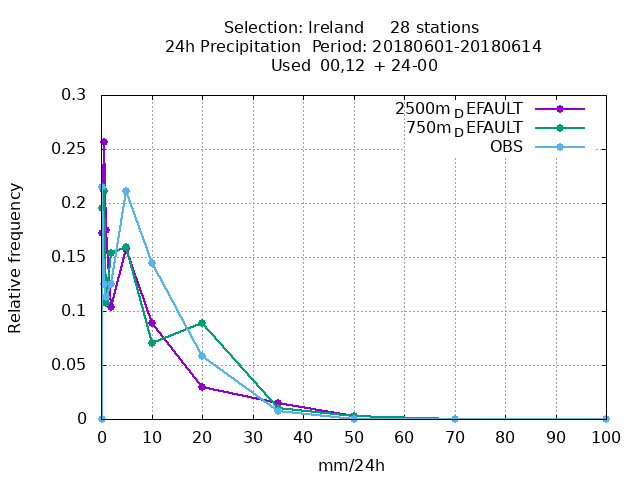 Selection: Ireland 28 stations
24h Precipitation Period: 20180601-20180614
Used 00,12 + 24-00
0.3
0.25
0.2
0.15
0.1
0.05
0
Relative frequency
2500m_DEFAULT
750m_DEFAULT
OBS
0 10 20 30 40 50 60 70 80 90 100
mm/24h